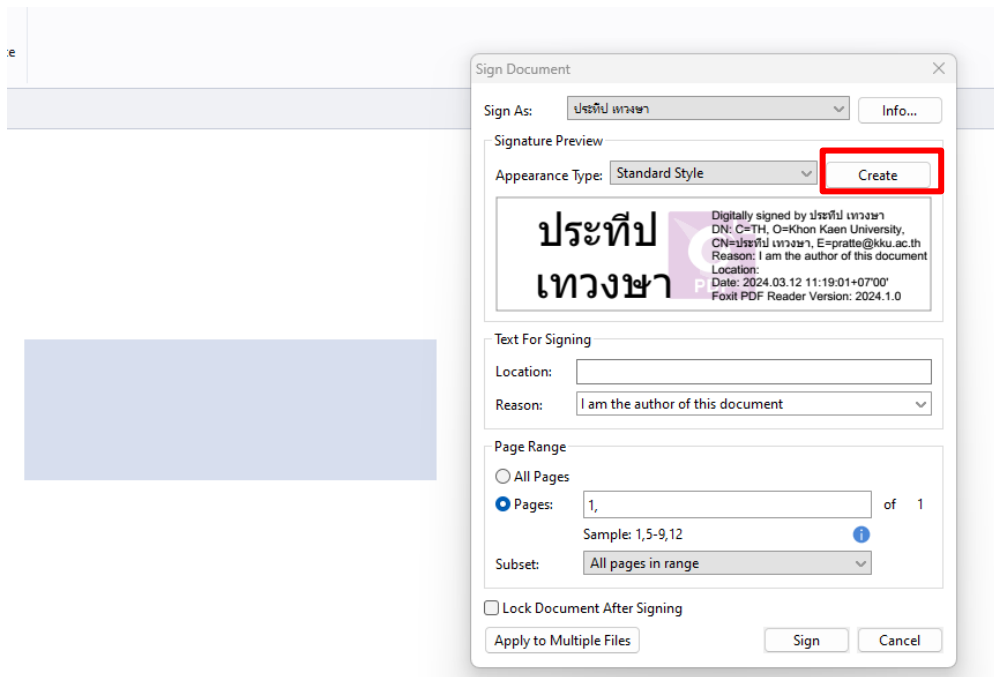 Sign Document
Sign As: ประทีป เทวงษา Info...
Signature Preview
Appearance Type: Standard Style Create
ประทีป
เทวงษา
Digitally signed by ประทีป เทวงษา
DN: C=TH, O=Khon Kaen University,
CN=ประทีป เทวงษา, E=pratte@kku.ac.th
Reason: I am the author of this document
Location:
Date: 2024.03.12 11:19:01+07'00'
Foxit PDF Reader Version: 2024.1.0
Text For Signing
Location:
Reason: I am the author of this document
Page Range
All Pages
Pages: 1, of 1
Sample: 1,5-9,12
Subset: All pages in range
Lock Document After Signing
Apply to Multiple Files Sign Cancel